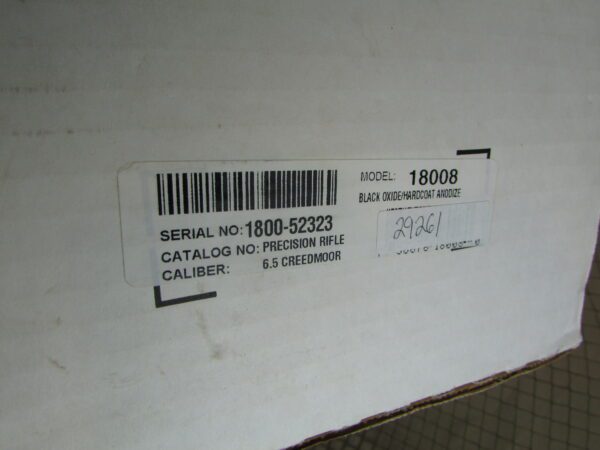 MODEL: 18008
BLACK OXIDE/HARDCOAT ANODIZE
SERIAL NO: 1800-52323
CATALOG NO: PRECISION RIFLE
CALIBER: 6.5 CREEDMOOR
29261